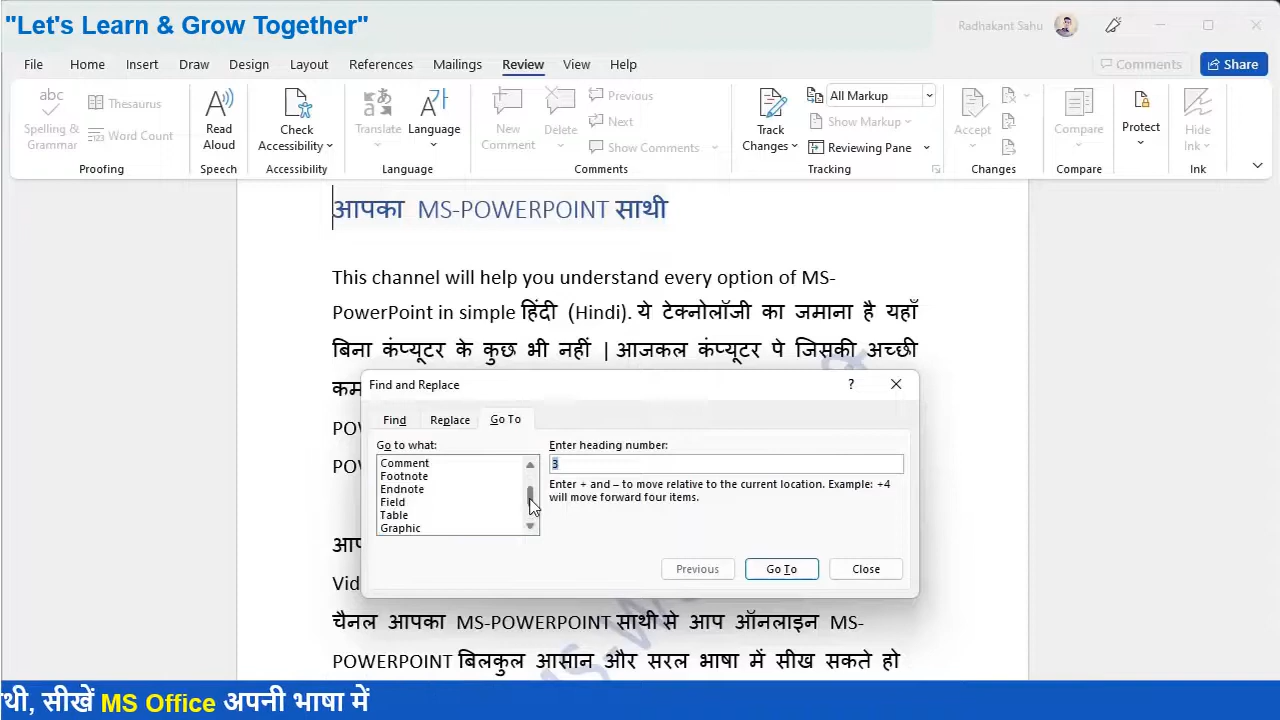 "Let's Learn & Grow Together"
Radhakant Sahu
File Home Insert Draw Design Layout References Mailings Review View Help
Comments Share
abc
Spelling & Grammar
Thesaurus
Word Count
Proofing
Read Aloud
Speech
Check Accessibility
Accessibility
Translate
Language
Language
New Comment
Delete
Previous
Next
Show Comments
Comments
Track Changes
All Markup
Show Markup
Reviewing Pane
Tracking
Accept
Changes
Compare
Compare
Protect
Hide Ink
Ink
आपका MS-POWERPOINT साथी
This channel will help you understand every option of MS-
PowerPoint in simple हिंदी (Hindi). ये टेक्नोलॉजी का जमाना है यहाँ
बिना कंप्यूटर के कुछ भी नहीं | आजकल कंप्यूटर पे जिसकी अच्छी
कम
PO
PO
आप
Vid
Find and Replace
?
Find Replace Go To
Go to what:
Comment
Footnote
Endnote
Field
Table
Graphic
Enter heading number:
3
Enter + and – to move relative to the current location. Example: +4
will move forward four items.
Previous Go To Close
चैनल आपका MS-POWERPOINT साथी से आप ऑनलाइन MS-
POWERPOINT बिलकुल आसान और सरल भाषा में सीख सकते हो
थी, सीखें MS Office अपनी भाषा में